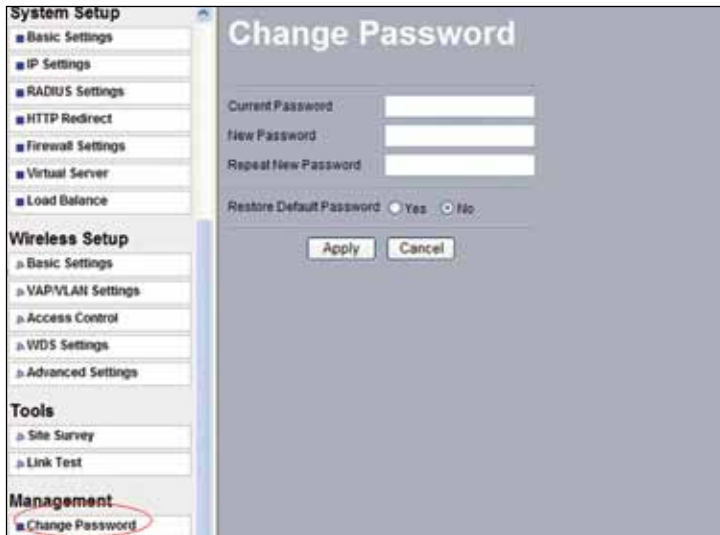 System Setup
Basic Settings
IP Settings
RADIUS Settings
HTTP Redirect
Firewall Settings
Virtual Server
Load Balance
Wireless Setup
Basic Settings
VAP/VLAN Settings
Access Control
WDS Settings
Advanced Settings
Tools
Site Survey
Link Test
Management
Change Password
Change Password
Current Password
New Password
Repeat New Password
Restore Default Password Yes No
Apply Cancel